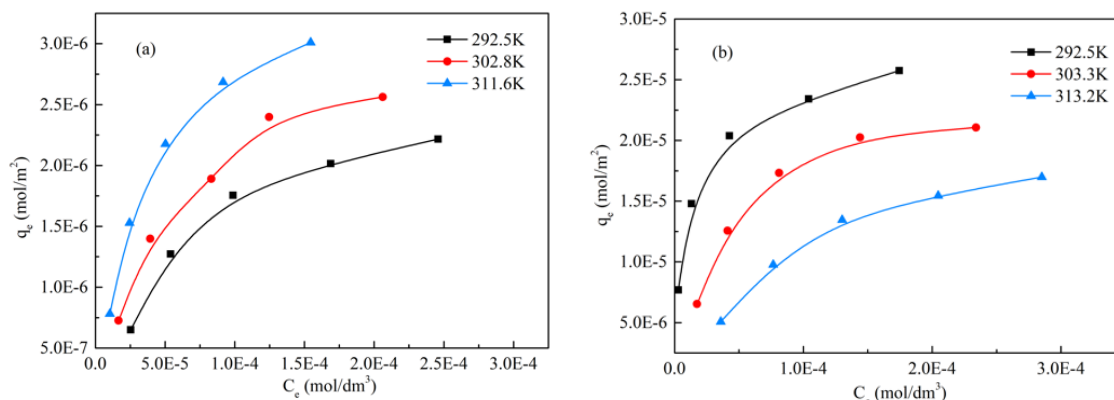 (a)
292.5K
302.8K
311.6K
3.0E-6
2.5E-6
2.0E-6
1.5E-6
1.0E-6
5.0E-7
qe (mol/m2)
0.0 5.0E-5 1.0E-4 1.5E-4 2.0E-4 2.5E-4 3.0E-4
Ce (mol/dm3)
(b)
292.5K
303.3K
313.2K
3.0E-5
2.5E-5
2.0E-5
1.5E-5
1.0E-5
5.0E-6
qe (mol/m2)
0.0 1.0E-4 2.0E-4 3.0E-4
C (mol/dm3)